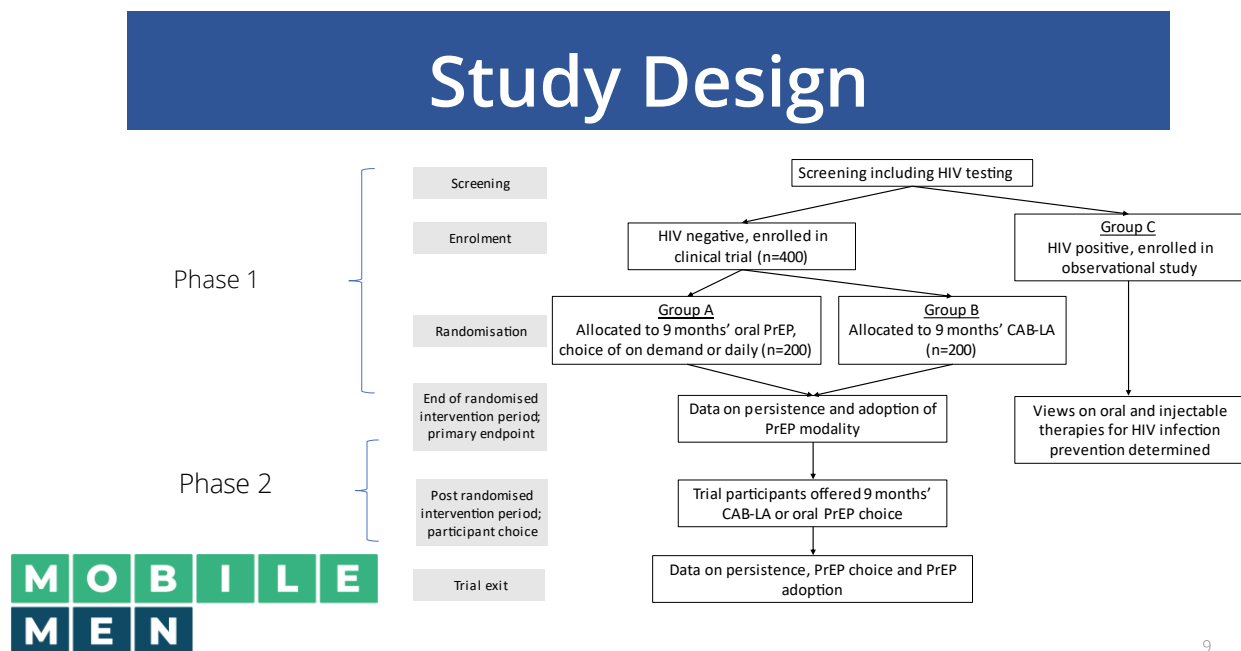 Study Design
Screening
Screening including HIV testing
Enrolment
HIV negative, enrolled in
clinical trial (n=400)
Group C
HIV positive, enrolled in
observational study
Phase 1
Randomisation
Group A
Allocated to 9 months’ oral PrEP,
choice of on demand or daily (n=200)
Group B
Allocated to 9 months’ CAB-LA
(n=200)
End of randomised
intervention period;
primary endpoint
Data on persistence and adoption of
PrEP modality
Views on oral and injectable
therapies for HIV infection
prevention determined
Phase 2
Post randomised
intervention period;
participant choice
Trial participants offered 9 months’
CAB-LA or oral PrEP choice
Trial exit
Data on persistence, PrEP choice and PrEP
adoption
MOBILE
MEN
9